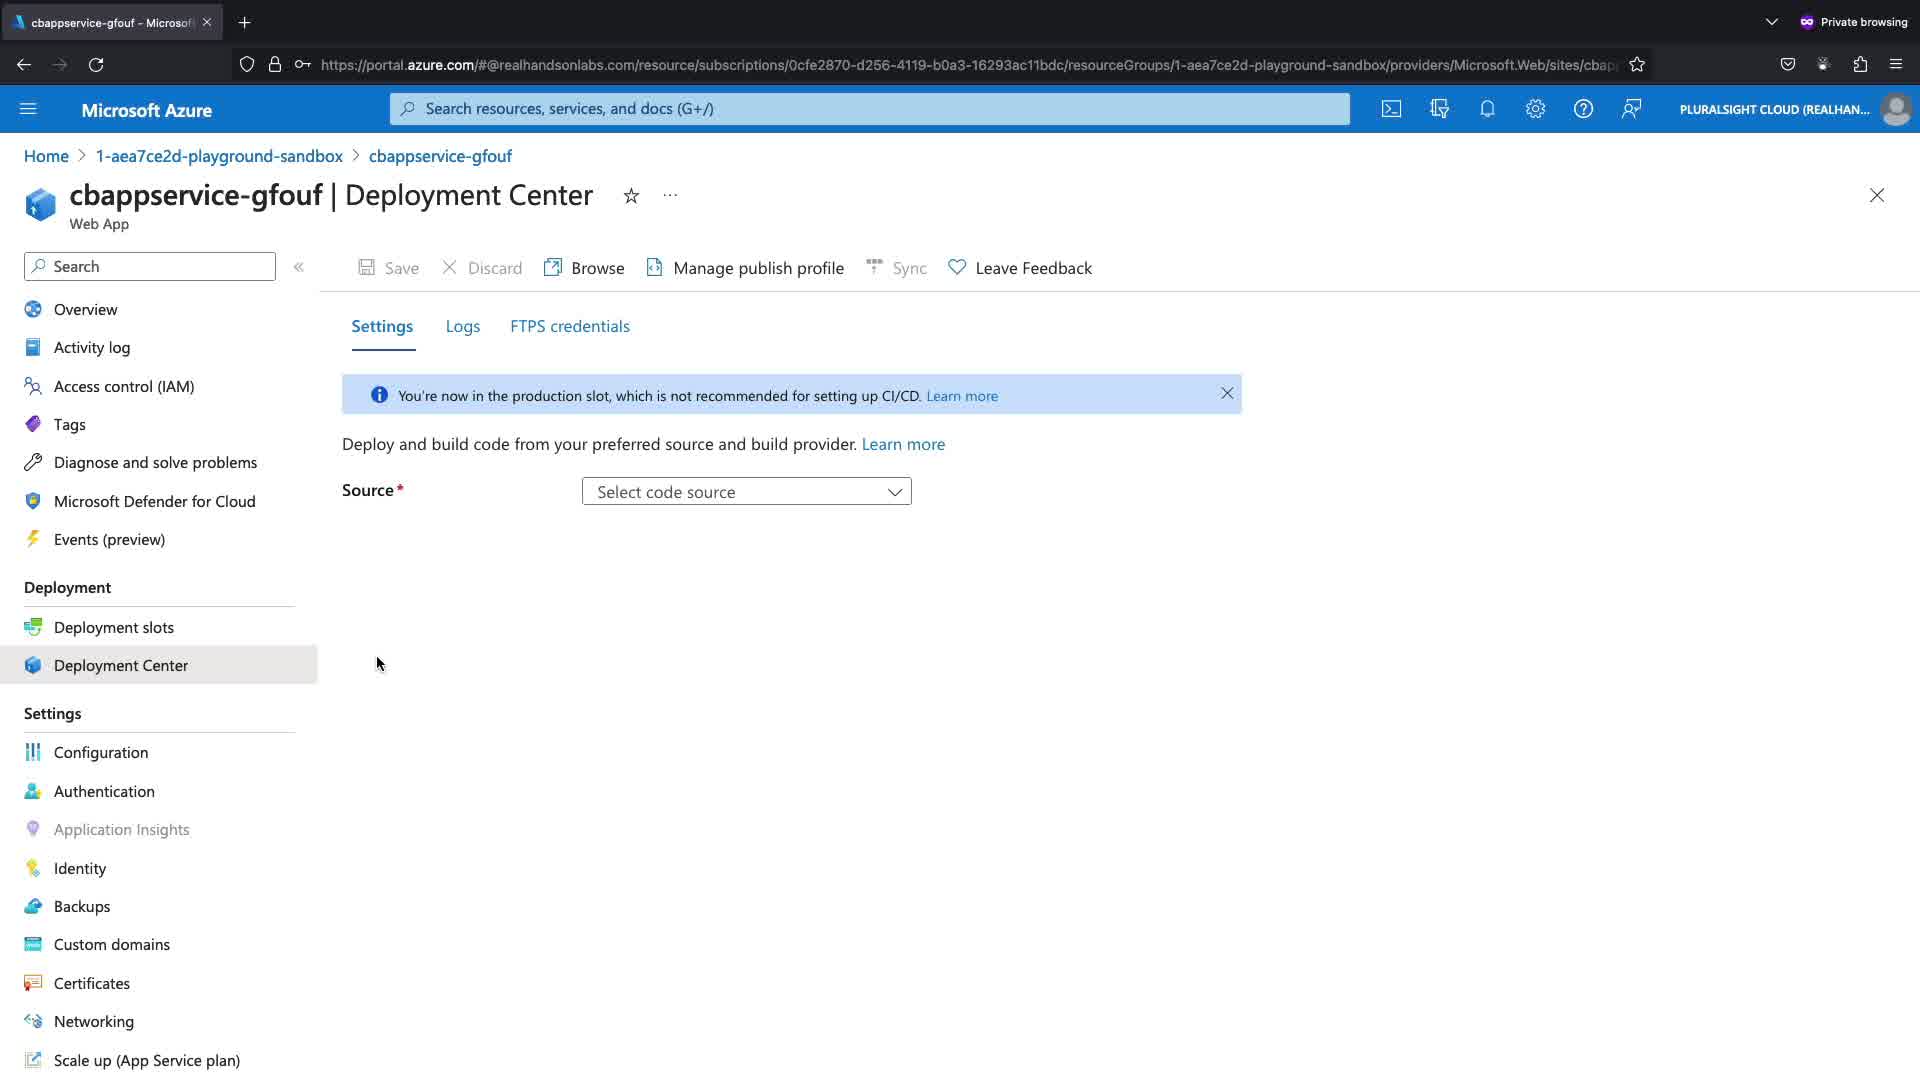 cbappservice-gfouf - Microsof
Private browsing
https://portal.azure.com/#@realhandsonlabs.com/resource/subscriptions/0cfe2870-d256-4119-b0a3-16293ac11bdc/resourceGroups/1-aea7ce2d-playground-sandbox/providers/Microsoft.Web/sites/cbap
Microsoft Azure
Search resources, services, and docs (G+/)
PLURALSIGHT CLOUD (REALHAN...
Home > 1-aea7ce2d-playground-sandbox > cbappservice-gfouf
cbappservice-gfouf | Deployment Center
Web App
Search
Save
Discard
Browse
Manage publish profile
Sync
Leave Feedback
Overview
Activity log
Access control (IAM)
Tags
Diagnose and solve problems
Microsoft Defender for Cloud
Events (preview)
Deployment
Deployment slots
Deployment Center
Settings
Configuration
Authentication
Application Insights
Identity
Backups
Custom domains
Certificates
Networking
Scale up (App Service plan)
Settings
Logs
FTPS credentials
You're now in the production slot, which is not recommended for setting up CI/CD. Learn more
Deploy and build code from your preferred source and build provider. Learn more
Source*
Select code source